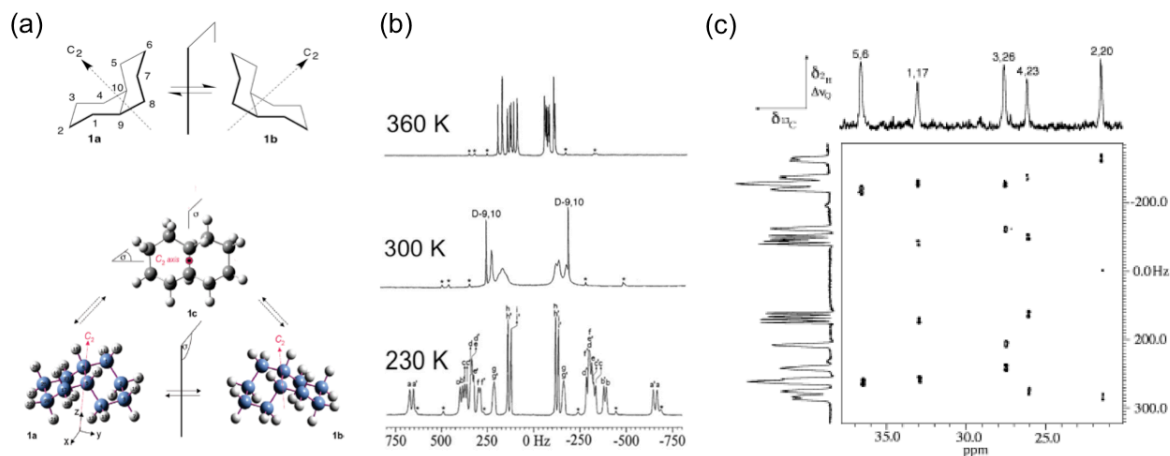 (a)
C2
6
5
10
7
3
4
8
1
2
9
1a
C2
1b
σ
σ
C2 axis
1c
C2
C2
z
x
y
1a
1b
(b)
360 K
D-9,10
D-9,10
300 K
230 K
750
500
250
0 Hz
-250
-500
-750
(c)
δ2H
ΔνQ
δ13C
5,6
1,17
3,26
4,23
2,20
-200.0
0.0 Hz
200.0
300.0
35.0
30.0
25.0
ppm